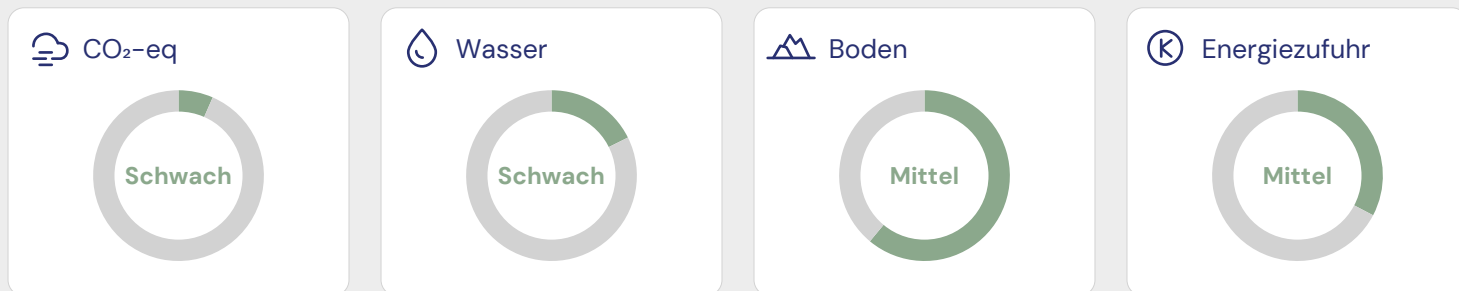 CO₂-eq
Schwach
Wasser
Schwach
Boden
Mittel
Energiezufuhr
Mittel